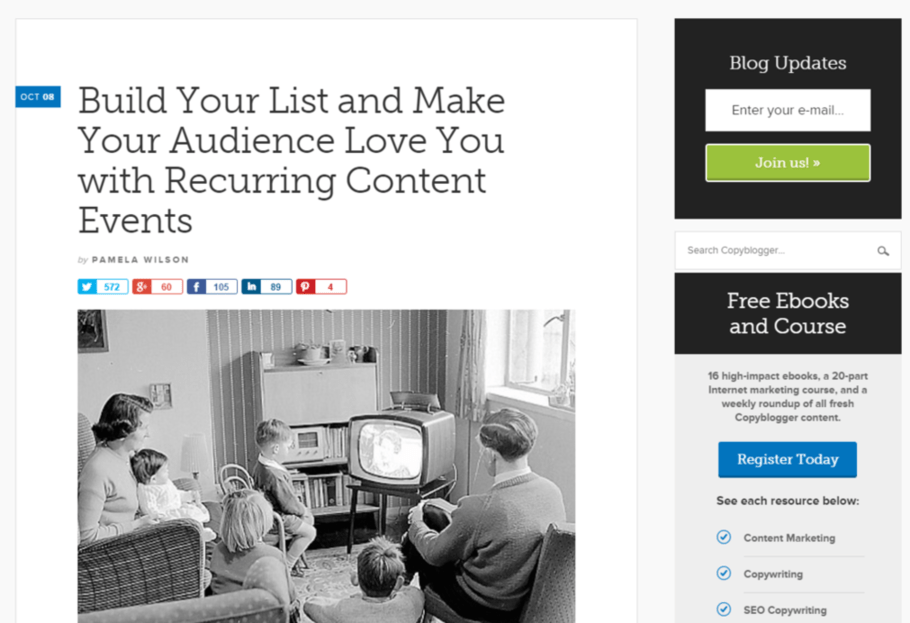 OCT 08
Build Your List and Make
Your Audience Love You
with Recurring Content
Events
by PAMELA WILSON
572
60
105
89
4
Blog Updates
Enter your e-mail...
Join us! »
Search Copyblogger...
Free Ebooks
and Course
16 high-impact ebooks, a 20-part
Internet marketing course, and a
weekly roundup of all fresh
Copyblogger content.
Register Today
See each resource below:
Content Marketing
Copywriting
SEO Copywriting